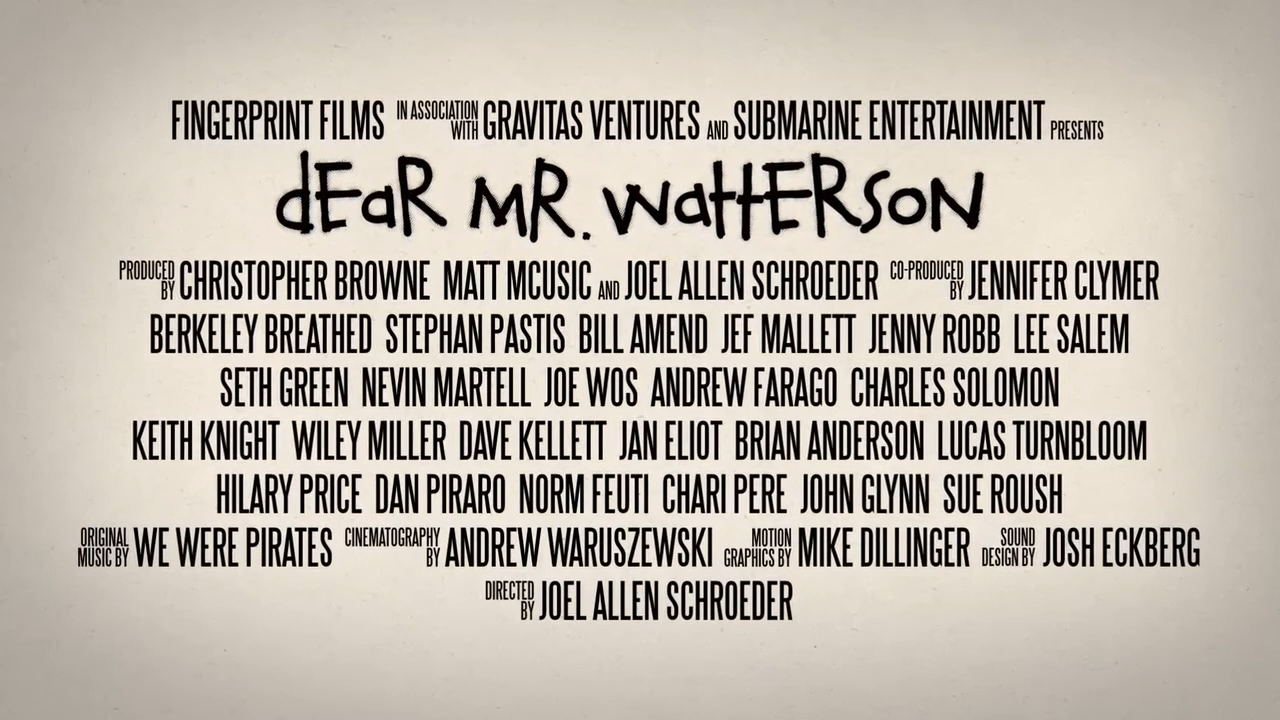 FINGERPRINT FILMS IN ASSOCIATION WITH GRAVITAS VENTURES AND SUBMARINE ENTERTAINMENT PRESENTS
dEaR MR. WattERSoN
PRODUCED BY CHRISTOPHER BROWNE MATT MCUSIC AND JOEL ALLEN SCHROEDER CO-PRODUCED BY JENNIFER CLYMER
BERKELEY BREATHED STEPHAN PASTIS BILL AMEND JEF MALLETT JENNY ROBB LEE SALEM
SETH GREEN NEVIN MARTELL JOE WOS ANDREW FARAGO CHARLES SOLOMON
KEITH KNIGHT WILEY MILLER DAVE KELLETT JAN ELIOT BRIAN ANDERSON LUCAS TURNBLOOM
HILARY PRICE DAN PIRARO NORM FEUTI CHARI PERE JOHN GLYNN SUE ROUSH
ORIGINAL MUSIC BY WE WERE PIRATES CINEMATOGRAPHY BY ANDREW WARUSZEWSKI MOTION GRAPHICS BY MIKE DILLINGER SOUND DESIGN BY JOSH ECKBERG
DIRECTED BY JOEL ALLEN SCHROEDER